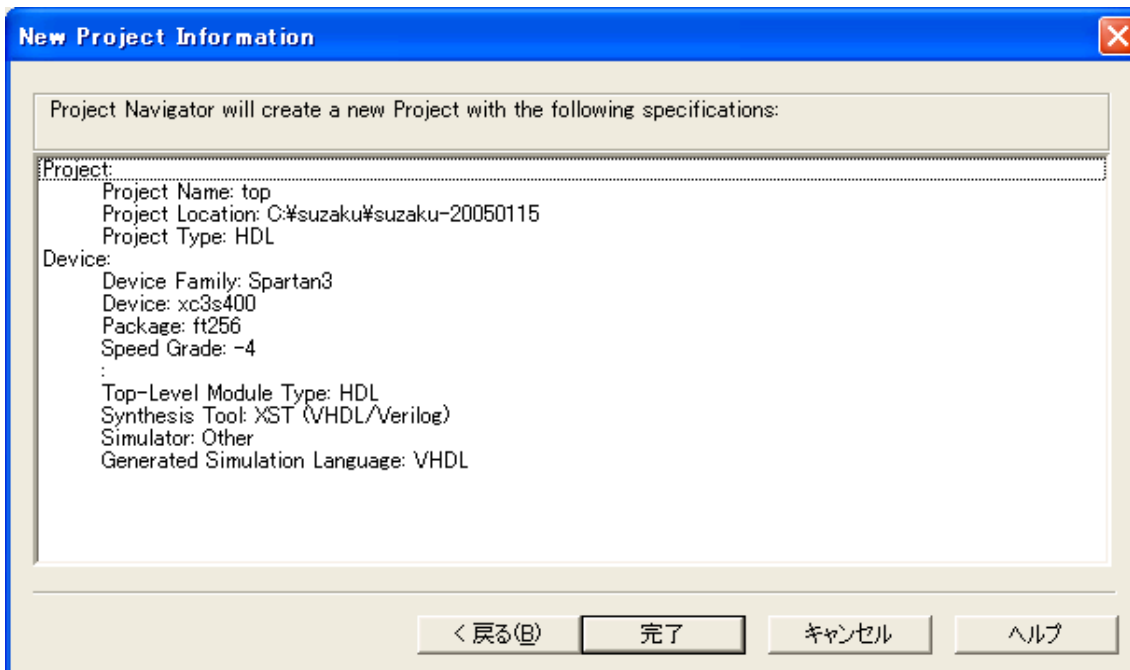 New Project Information
Project Navigator will create a new Project with the following specifications:
Project:
Project Name: top
Project Location: C:¥suzaku¥suzaku-20050115
Project Type: HDL
Device:
Device Family: Spartan3
Device: xc3s400
Package: ft256
Speed Grade: -4
:
Top-Level Module Type: HDL
Synthesis Tool: XST (VHDL/Verilog)
Simulator: Other
Generated Simulation Language: VHDL
< 戻る(B) 完了 キャンセル ヘルプ